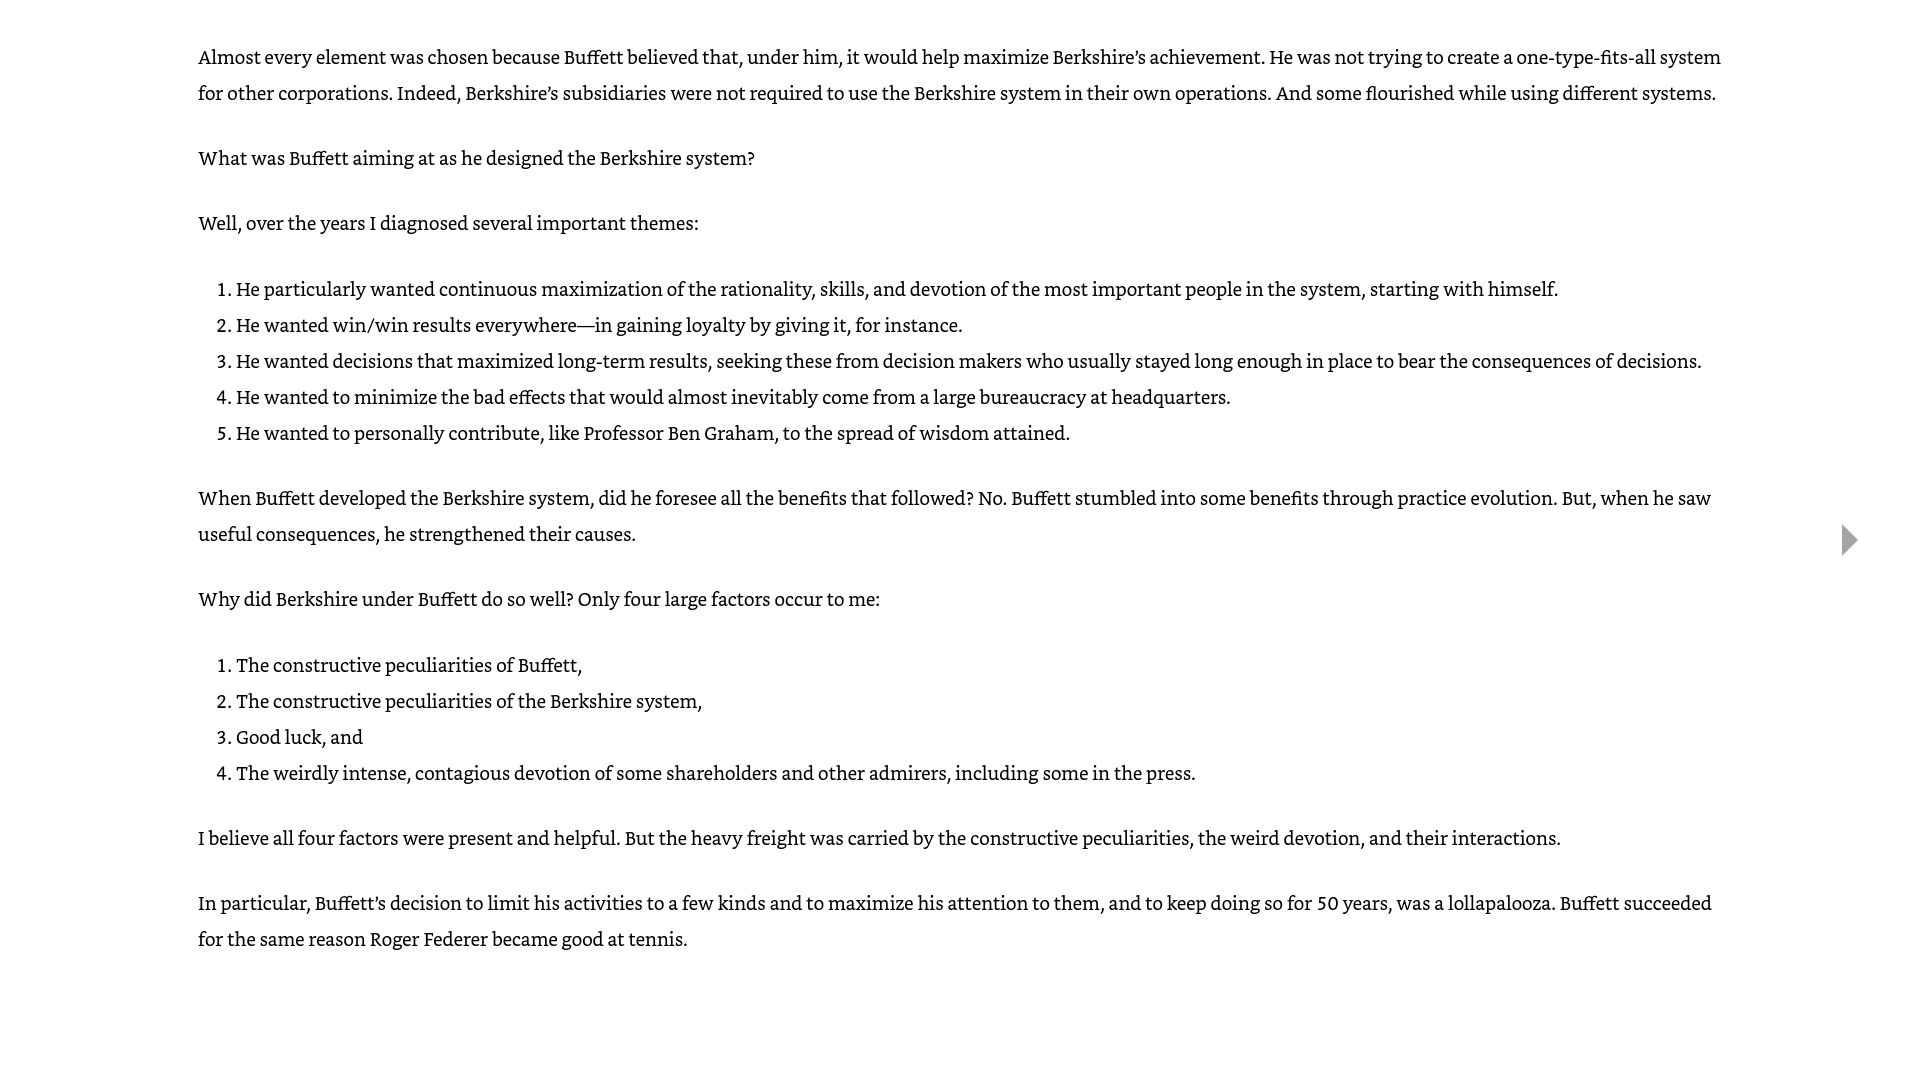 Almost every element was chosen because Buffett believed that, under him, it would help maximize Berkshire’s achievement. He was not trying to create a one-type-fits-all system
for other corporations. Indeed, Berkshire’s subsidiaries were not required to use the Berkshire system in their own operations. And some flourished while using different systems.
What was Buffett aiming at as he designed the Berkshire system?
Well, over the years I diagnosed several important themes:
1. He particularly wanted continuous maximization of the rationality, skills, and devotion of the most important people in the system, starting with himself.
2. He wanted win/win results everywhere—in gaining loyalty by giving it, for instance.
3. He wanted decisions that maximized long-term results, seeking these from decision makers who usually stayed long enough in place to bear the consequences of decisions.
4. He wanted to minimize the bad effects that would almost inevitably come from a large bureaucracy at headquarters.
5. He wanted to personally contribute, like Professor Ben Graham, to the spread of wisdom attained.
When Buffett developed the Berkshire system, did he foresee all the benefits that followed? No. Buffett stumbled into some benefits through practice evolution. But, when he saw
useful consequences, he strengthened their causes.
Why did Berkshire under Buffett do so well? Only four large factors occur to me:
1. The constructive peculiarities of Buffett,
2. The constructive peculiarities of the Berkshire system,
3. Good luck, and
4. The weirdly intense, contagious devotion of some shareholders and other admirers, including some in the press.
I believe all four factors were present and helpful. But the heavy freight was carried by the constructive peculiarities, the weird devotion, and their interactions.
In particular, Buffett’s decision to limit his activities to a few kinds and to maximize his attention to them, and to keep doing so for 50 years, was a lollapalooza. Buffett succeeded
for the same reason Roger Federer became good at tennis.